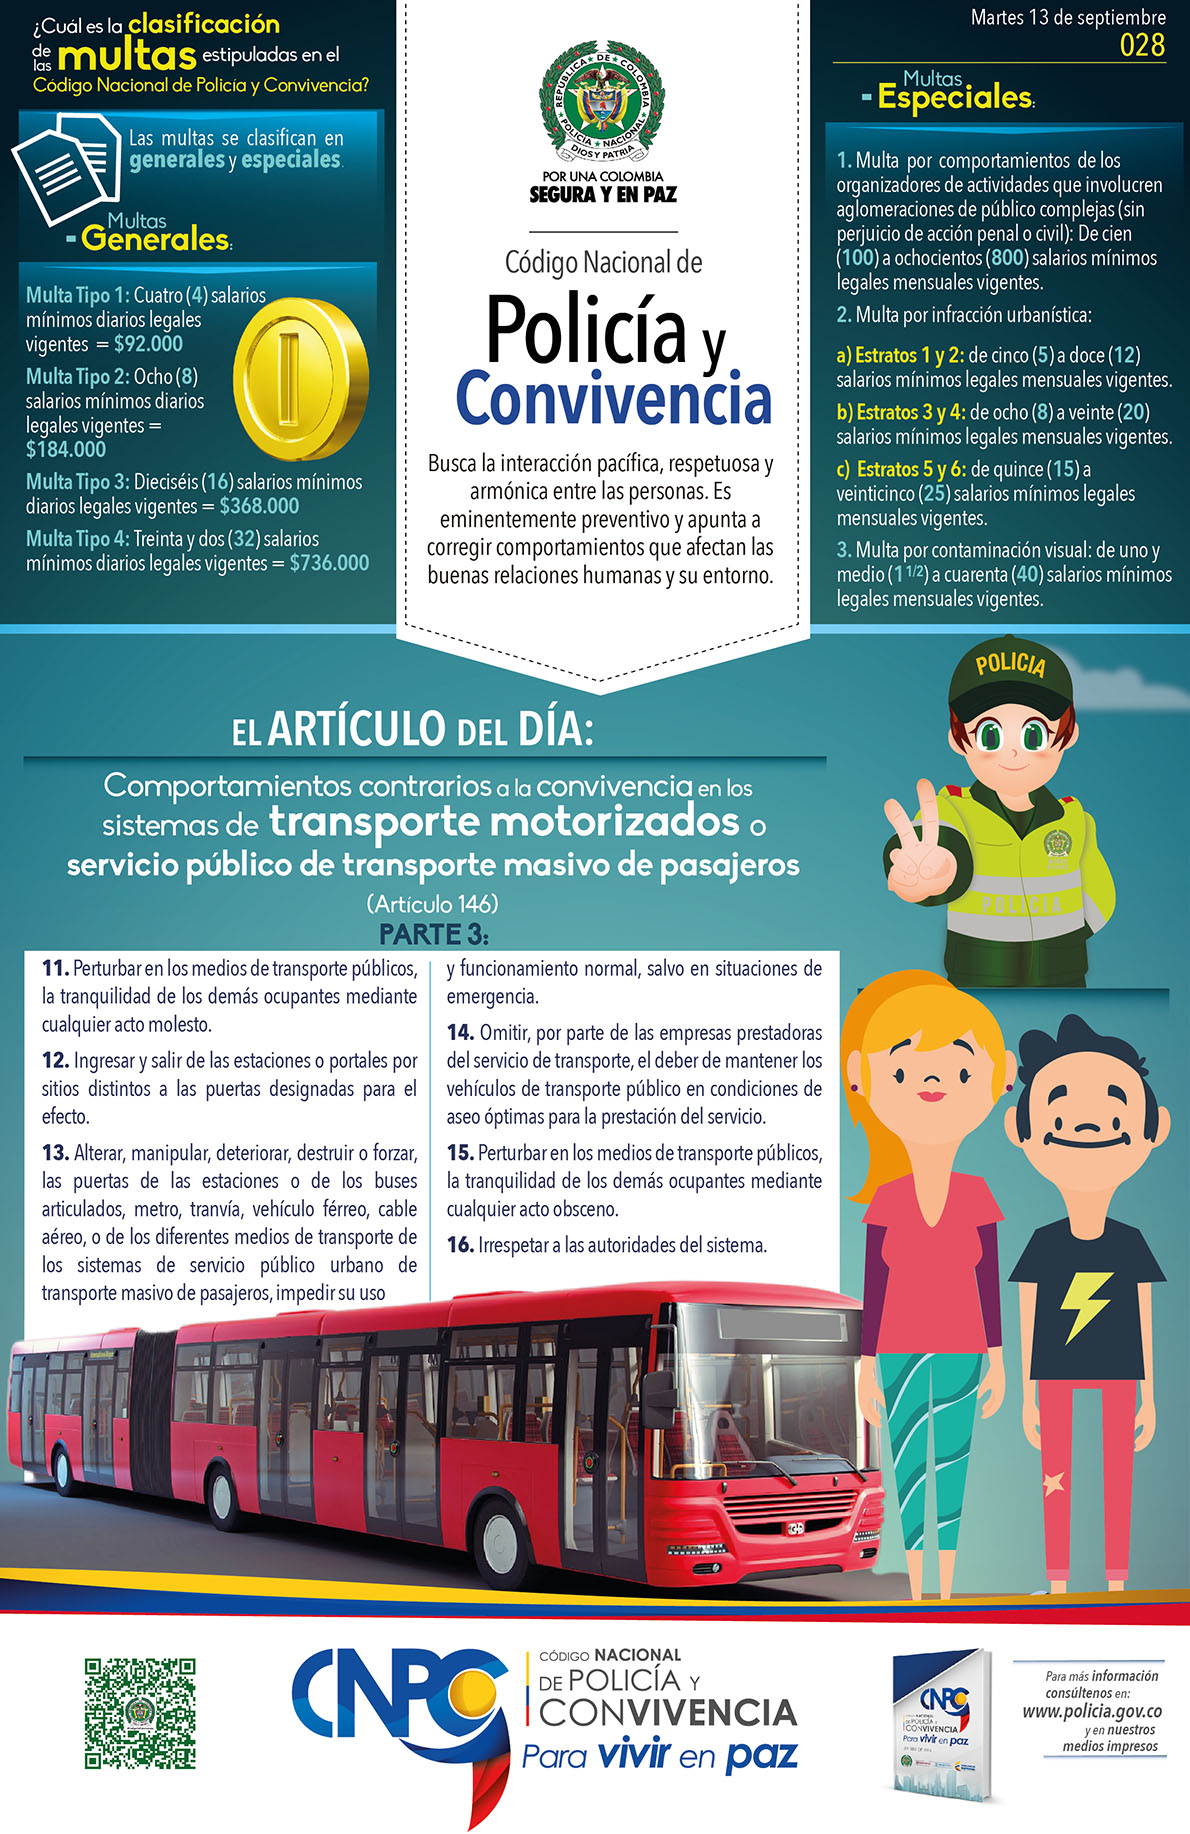 ¿Cuál es la clasificación
de las multas estipuladas en el
Código Nacional de Policía y Convivencia?
Las multas se clasifican en
generales y especiales.
Multas
- Generales:
Multa Tipo 1: Cuatro (4) salarios
mínimos diarios legales
vigentes = $92.000
Multa Tipo 2: Ocho (8)
salarios mínimos diarios
legales vigentes =
$184.000
Multa Tipo 3: Dieciséis (16) salarios mínimos
diarios legales vigentes = $368.000
Multa Tipo 4: Treinta y dos (32) salarios
mínimos diarios legales vigentes = $736.000
REPÚBLICA DE COLOMBIA
POLICÍA NACIONAL
DIOS Y PATRIA
POR UNA COLOMBIA
SEGURA Y EN PAZ
Código Nacional de
Policía y
Convivencia
Busca la interacción pacífica, respetuosa y
armónica entre las personas. Es
eminentemente preventivo y apunta a
corregir comportamientos que afectan las
buenas relaciones humanas y su entorno.
Martes 13 de septiembre
028
Multas
- Especiales:
1. Multa por comportamientos de los
organizadores de actividades que involucren
aglomeraciones de público complejas (sin
perjuicio de acción penal o civil): De cien
(100) a ochocientos (800) salarios mínimos
legales mensuales vigentes.
2. Multa por infracción urbanística:
a) Estratos 1 y 2: de cinco (5) a doce (12)
salarios mínimos legales mensuales vigentes.
b) Estratos 3 y 4: de ocho (8) a veinte (20)
salarios mínimos legales mensuales vigentes.
c) Estratos 5 y 6: de quince (15) a
veinticinco (25) salarios mínimos legales
mensuales vigentes.
3. Multa por contaminación visual: de uno y
medio (1 1/2) a cuarenta (40) salarios mínimos
legales mensuales vigentes.
POLICIA
POLICIA
EL ARTÍCULO DEL DÍA:
Comportamientos contrarios a la convivencia en los
sistemas de transporte motorizados o
servicio público de transporte masivo de pasajeros
(Artículo 146)
PARTE 3:
11. Perturbar en los medios de transporte públicos,
la tranquilidad de los demás ocupantes mediante
cualquier acto molesto.
12. Ingresar y salir de las estaciones o portales por
sitios distintos a las puertas designadas para el
efecto.
13. Alterar, manipular, deteriorar, destruir o forzar,
las puertas de las estaciones o de los buses
articulados, metro, tranvía, vehículo férreo, cable
aéreo, o de los diferentes medios de transporte de
los sistemas de servicio público urbano de
transporte masivo de pasajeros, impedir su uso
y funcionamiento normal, salvo en situaciones de
emergencia.
14. Omitir, por parte de las empresas prestadoras
del servicio de transporte, el deber de mantener los
vehículos de transporte público en condiciones de
aseo óptimas para la prestación del servicio.
15. Perturbar en los medios de transporte públicos,
la tranquilidad de los demás ocupantes mediante
cualquier acto obsceno.
16. Irrespetar a las autoridades del sistema.
CNPC
CÓDIGO NACIONAL
DE POLICÍA Y
CONVIVENCIA
Para vivir en paz
CNPC
DE POLICÍA Y
CONVIVENCIA
Para vivir en paz
Para más información
consúltenos en:
www.policia.gov.co
y en nuestros
medios impresos